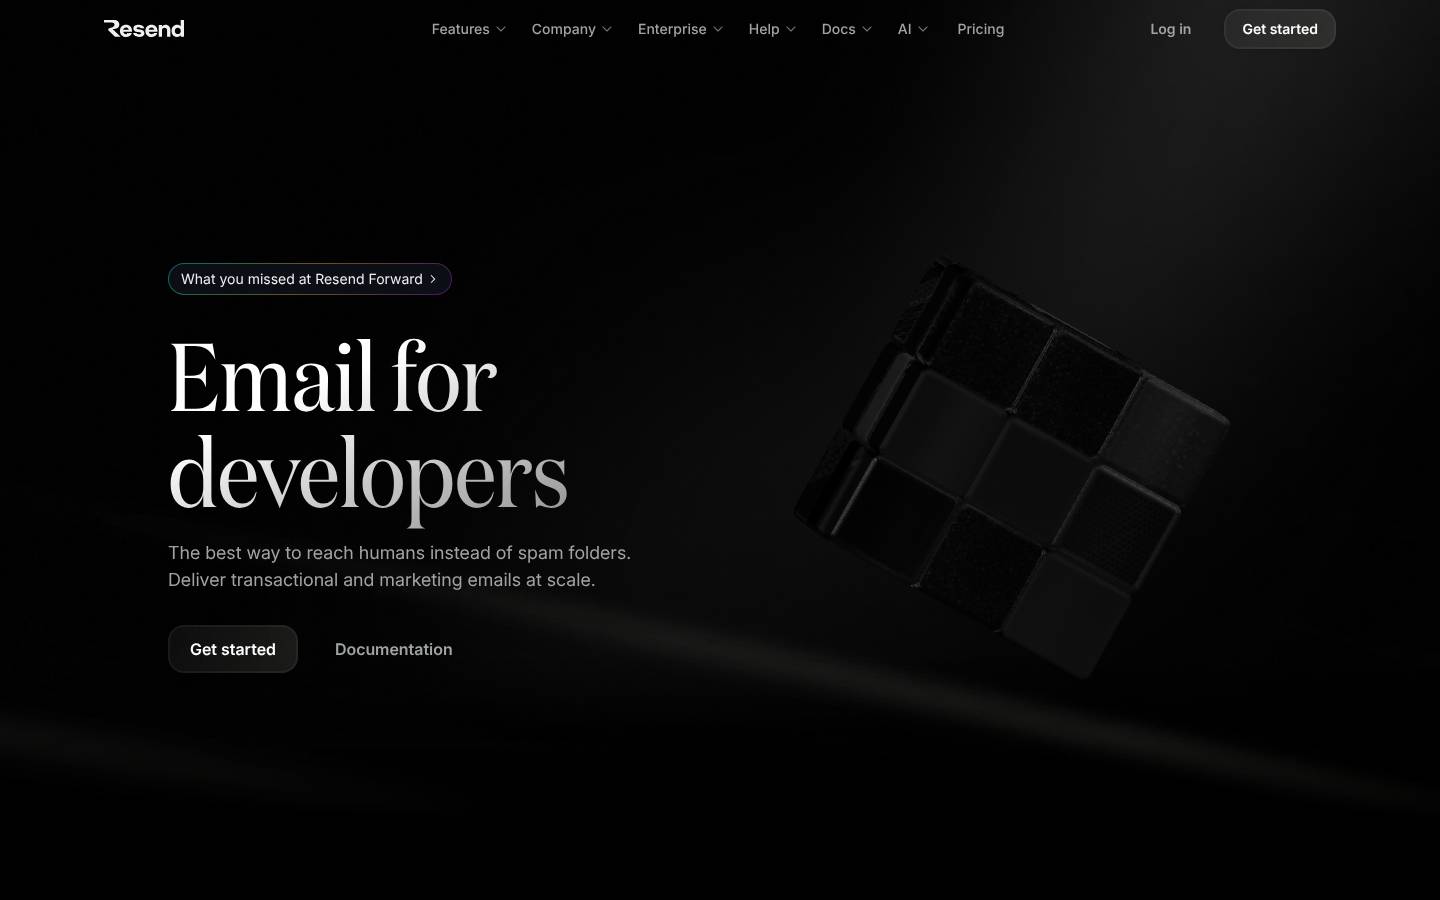 Resend
Features
Company
Enterprise
Help
Docs
AI
Pricing
Log in
Get started
What you missed at Resend Forward
Email for
developers
The best way to reach humans instead of spam folders.
Deliver transactional and marketing emails at scale.
Get started
Documentation